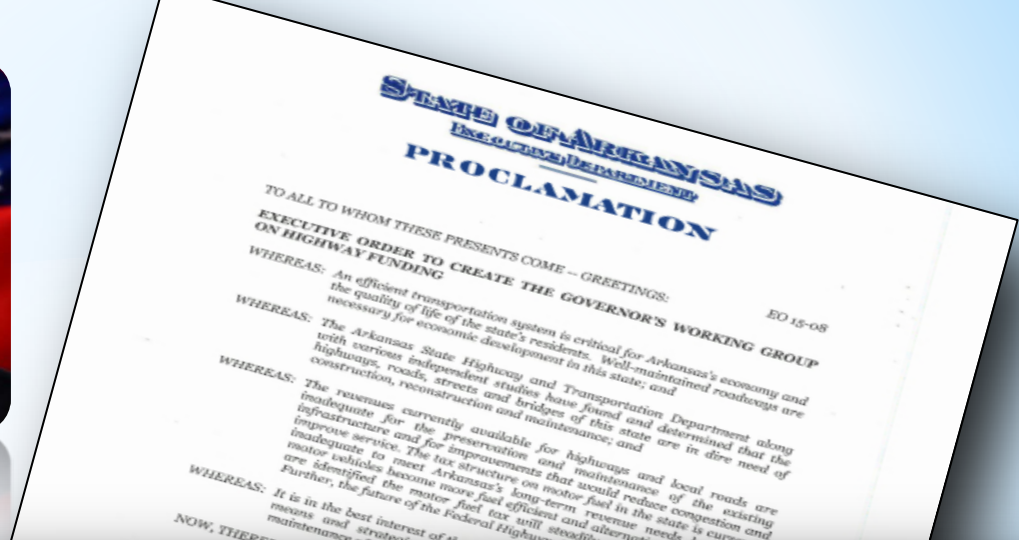 STATE OF ARKANSAS
EXECUTIVE DEPARTMENT
PROCLAMATION
TO ALL TO WHOM THESE PRESENTS COME – GREETINGS:
EO 15-08
EXECUTIVE ORDER TO CREATE THE GOVERNOR'S WORKING GROUP
ON HIGHWAY FUNDING
WHEREAS: An efficient transportation system is critical for Arkansas's economy and
the quality of life of the state's residents. Well-maintained roadways are
necessary for economic development in this state; and
WHEREAS: The Arkansas State Highway and Transportation Department along
with various independent studies have found and determined that the
highways, roads, streets and bridges of this state are in dire need of
construction, reconstruction and maintenance; and
WHEREAS: The revenues currently available for highways and local roads are
inadequate for the preservation and maintenance of the existing
infrastructure and for improvements that would reduce congestion and
improve service. The tax structure on motor fuel in the state is
inadequate to meet Arkansas's long-term revenue needs.
motor vehicles become more fuel efficient and
are identified the motor fuel tax will
Further, the future of the Federal
WHEREAS: It is in the best interest of
means and
maintenance
NOW,